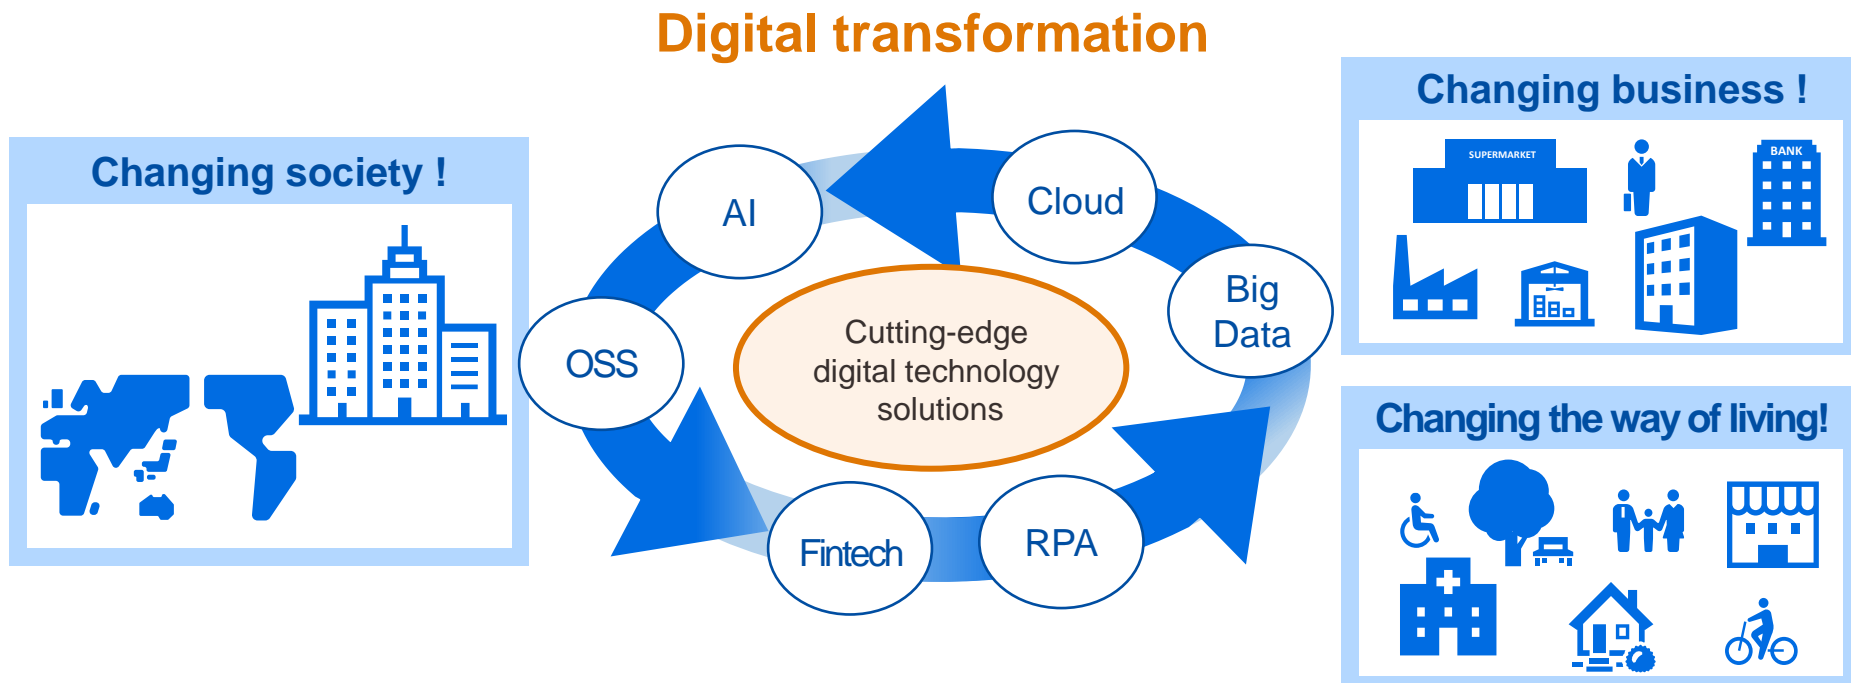 Digital transformation
Changing society !
AI
Cloud
Big
Data
OSS
Cutting-edge
digital technology
solutions
Fintech
RPA
Changing business !
SUPERMARKET
BANK
Changing the way of living!